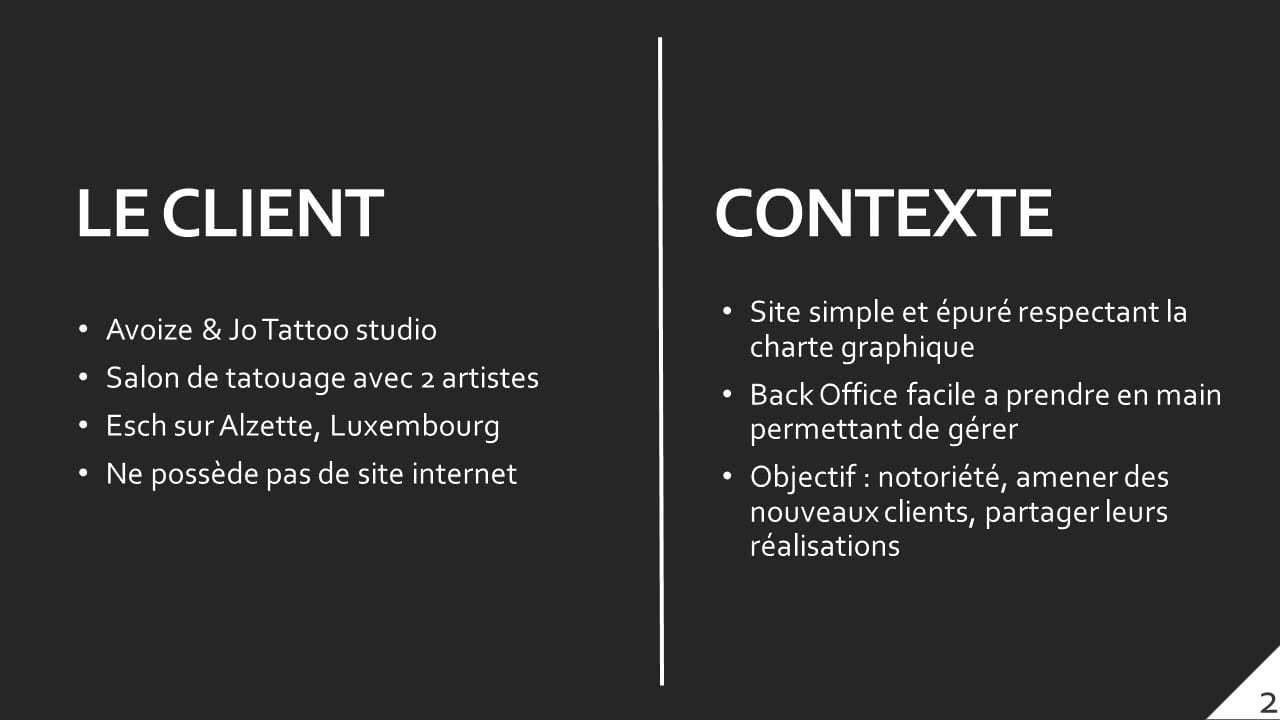 LE CLIENT
• Avoize & Jo Tattoo studio
• Salon de tatouage avec 2 artistes
• Esch sur Alzette, Luxembourg
• Ne possède pas de site internet
CONTEXTE
• Site simple et épuré respectant la
charte graphique
• Back Office facile a prendre en main
permettant de gérer
• Objectif : notoriété, amener des
nouveaux clients, partager leurs
réalisations
2